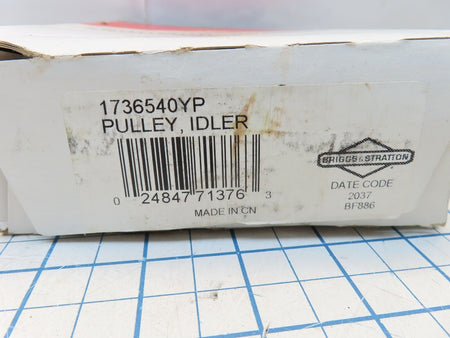 1736540YP
PULLEY, IDLER
0 24847 71376 3
MADE IN CN
BRIGGS & STRATTON
DATE CODE
2037
BF886